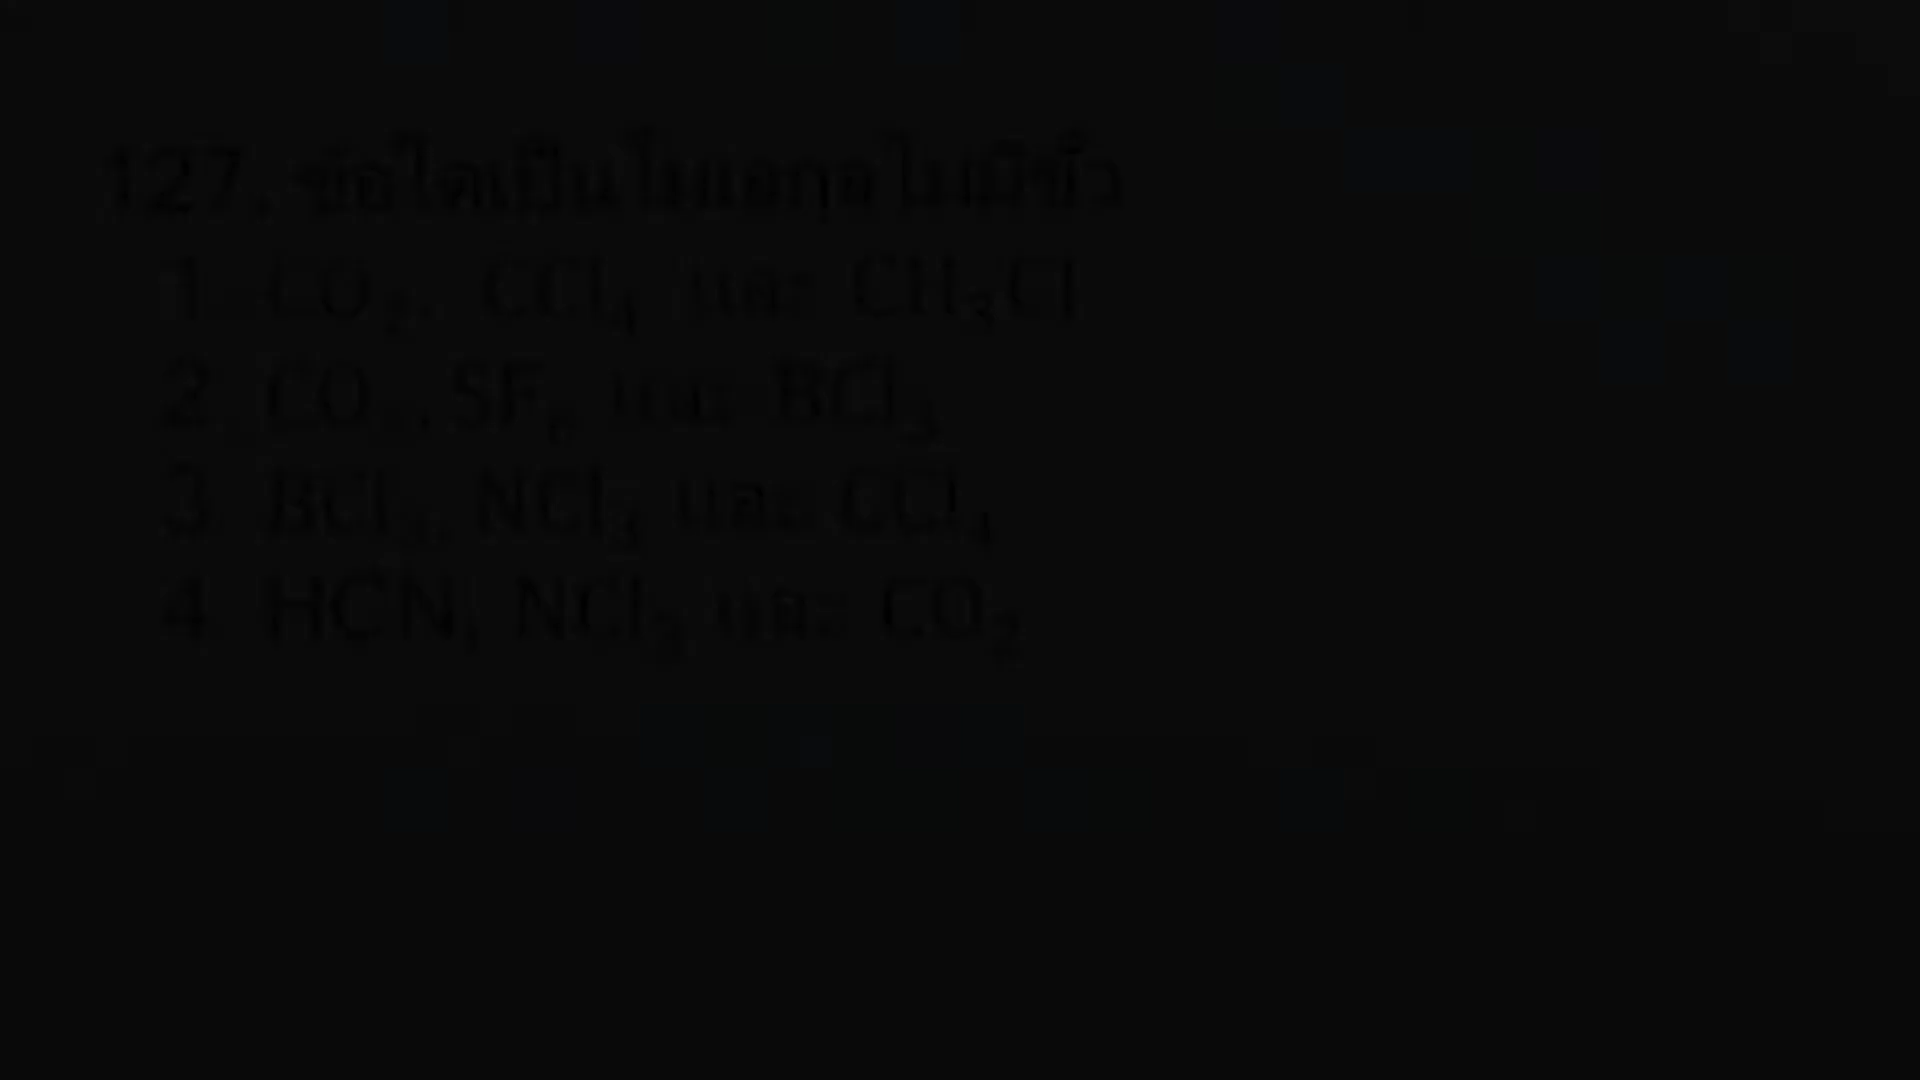 127. ข้อใดเป็นโมเลกุลไม่มีขั้ว
1. CO₂, CCl₄ และ CH₃Cl
2. CO₂, SF₆ และ BCl₃
3. BCl₃, NCl₃ และ CCl₄
4. HCN, NCl₃ และ CO₂